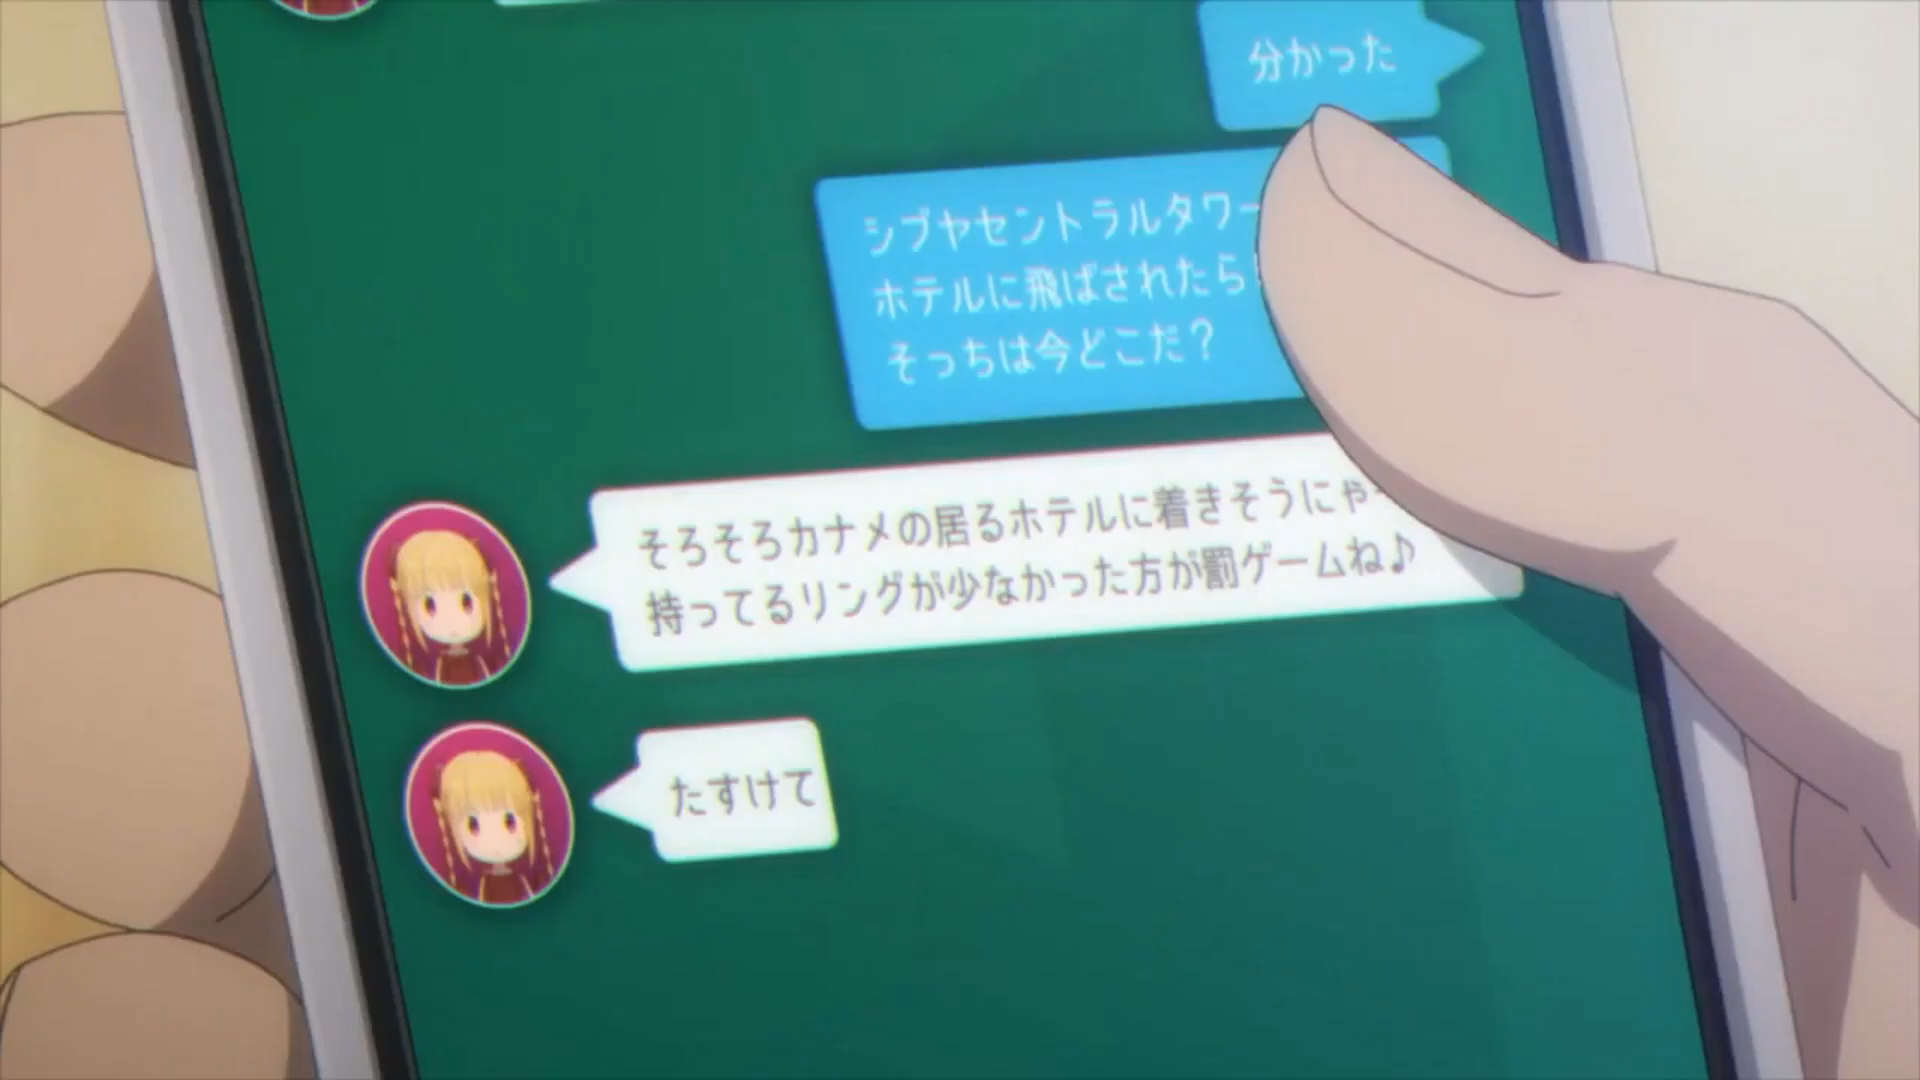 分かった
シブヤセントラルタワー
ホテルに飛ばされたら
そっちは今どこだ？
そろそろカナメの居るホテルに着きそうにゃ
持ってるリングが少なかった方が罰ゲームね♪
たすけて